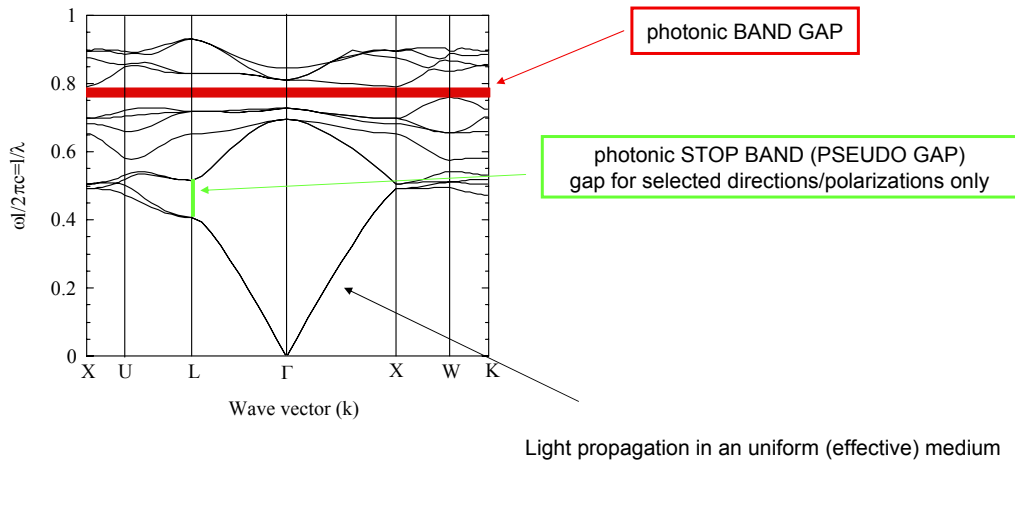 1
photonic BAND GAP
0.8
ωl/2πc=l/λ
0.6
photonic STOP BAND (PSEUDO GAP)
gap for selected directions/polarizations only
0.4
0.2
0
X U L Γ X W K
Wave vector (k)
Light propagation in an uniform (effective) medium